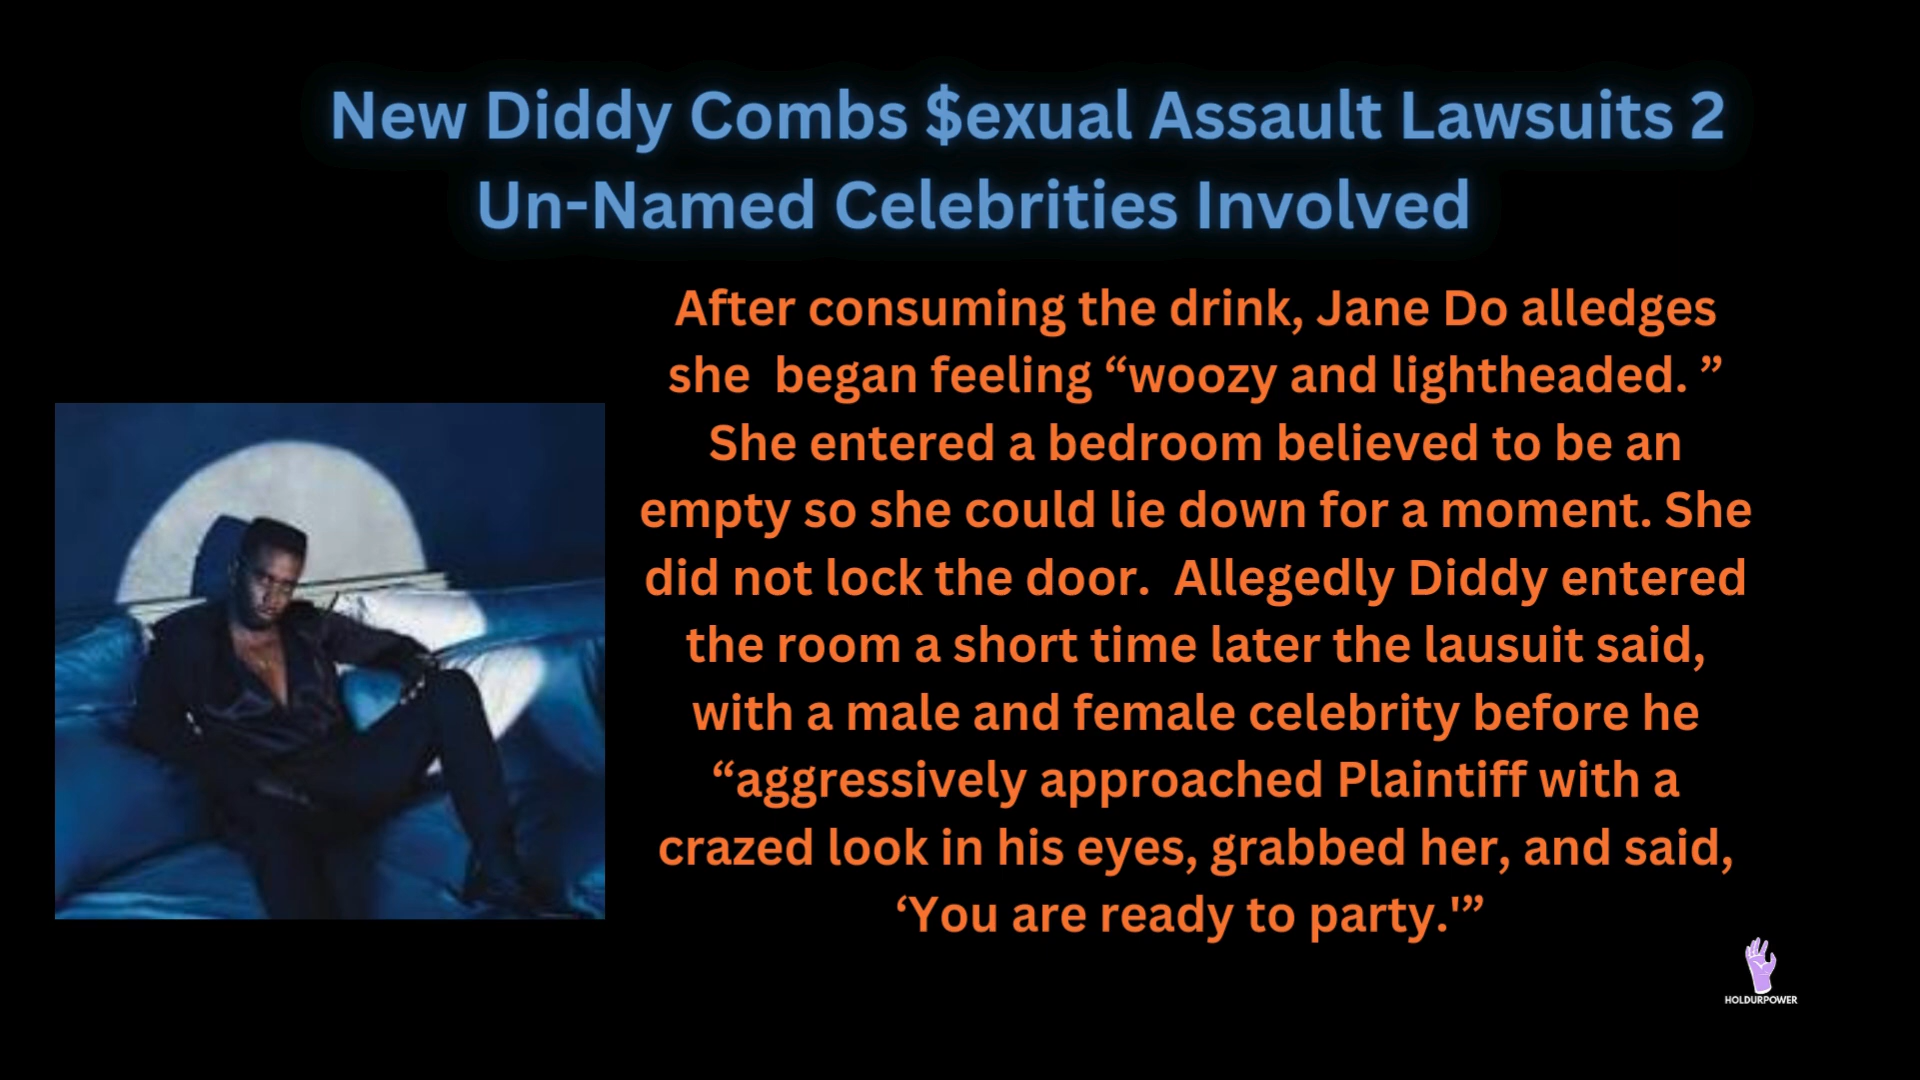 New Diddy Combs $exual Assault Lawsuits 2
Un-Named Celebrities Involved
After consuming the drink, Jane Do alledges
she  began feeling “woozy and lightheaded. ”
She entered a bedroom believed to be an
empty so she could lie down for a moment. She
did not lock the door.  Allegedly Diddy entered
the room a short time later the lausuit said,
with a male and female celebrity before he
“aggressively approached Plaintiff with a
crazed look in his eyes, grabbed her, and said,
‘You are ready to party.'”
HOLDURPOWER